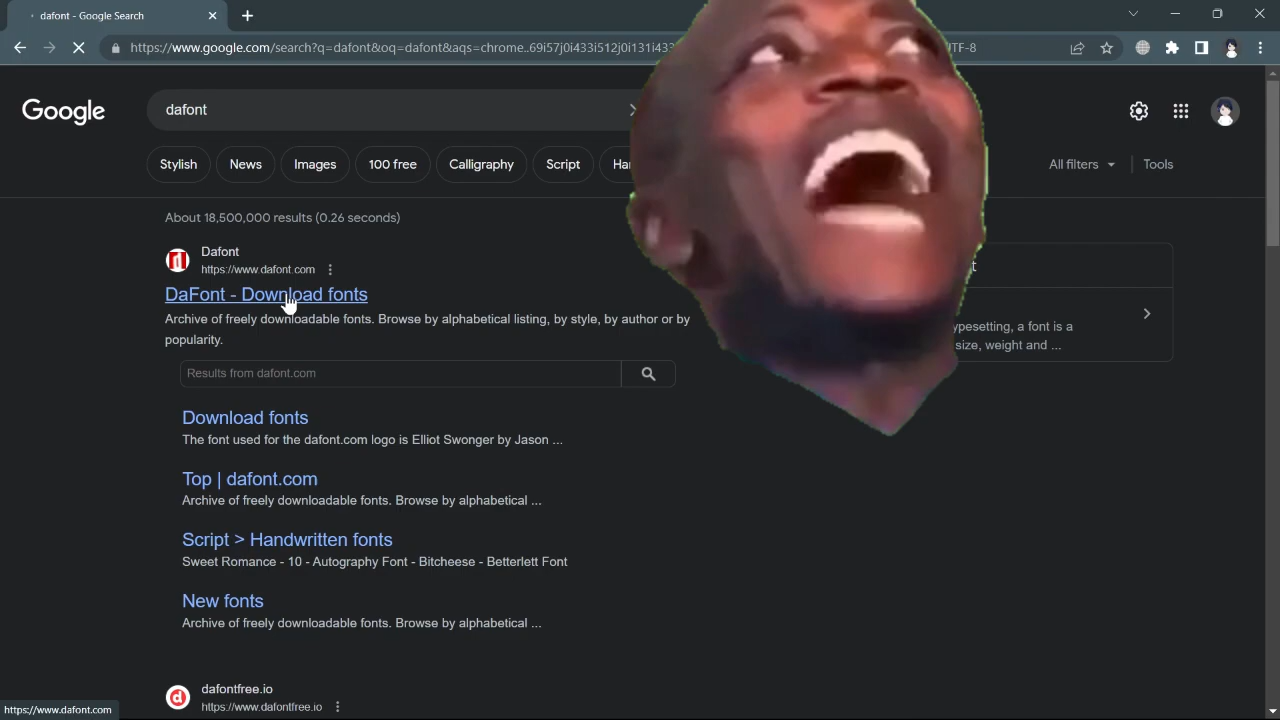 dafont - Google Search
https://www.google.com/search?q=dafont&oq=dafont&aqs=chrome..69i57j0i433i512j0i131i433
TF-8
Google
dafont
Stylish
News
Images
100 free
Calligraphy
Script
Har
All filters
Tools
About 18,500,000 results (0.26 seconds)
Dafont
https://www.dafont.com
DaFont - Download fonts
Archive of freely downloadable fonts. Browse by alphabetical listing, by style, by author or by
popularity.
Results from dafont.com
Download fonts
The font used for the dafont.com logo is Elliot Swonger by Jason ...
Top | dafont.com
Archive of freely downloadable fonts. Browse by alphabetical ...
Script > Handwritten fonts
Sweet Romance - 10 - Autography Font - Bitcheese - Betterlett Font
New fonts
Archive of freely downloadable fonts. Browse by alphabetical ...
dafontfree.io
https://www.dafontfree.io
t
ypesetting, a font is a
size, weight and ...
https://www.dafont.com